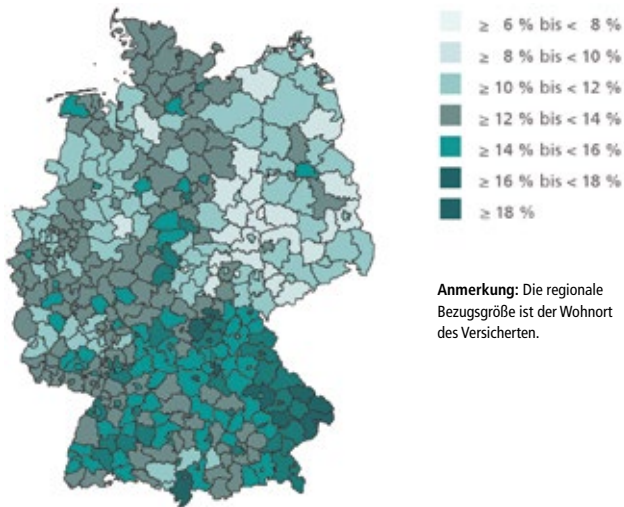 ≥ 6 % bis < 8 %
≥ 8 % bis < 10 %
≥ 10 % bis < 12 %
≥ 12 % bis < 14 %
≥ 14 % bis < 16 %
≥ 16 % bis < 18 %
≥ 18 %
Anmerkung: Die regionale
Bezugsgröße ist der Wohnort
des Versicherten.